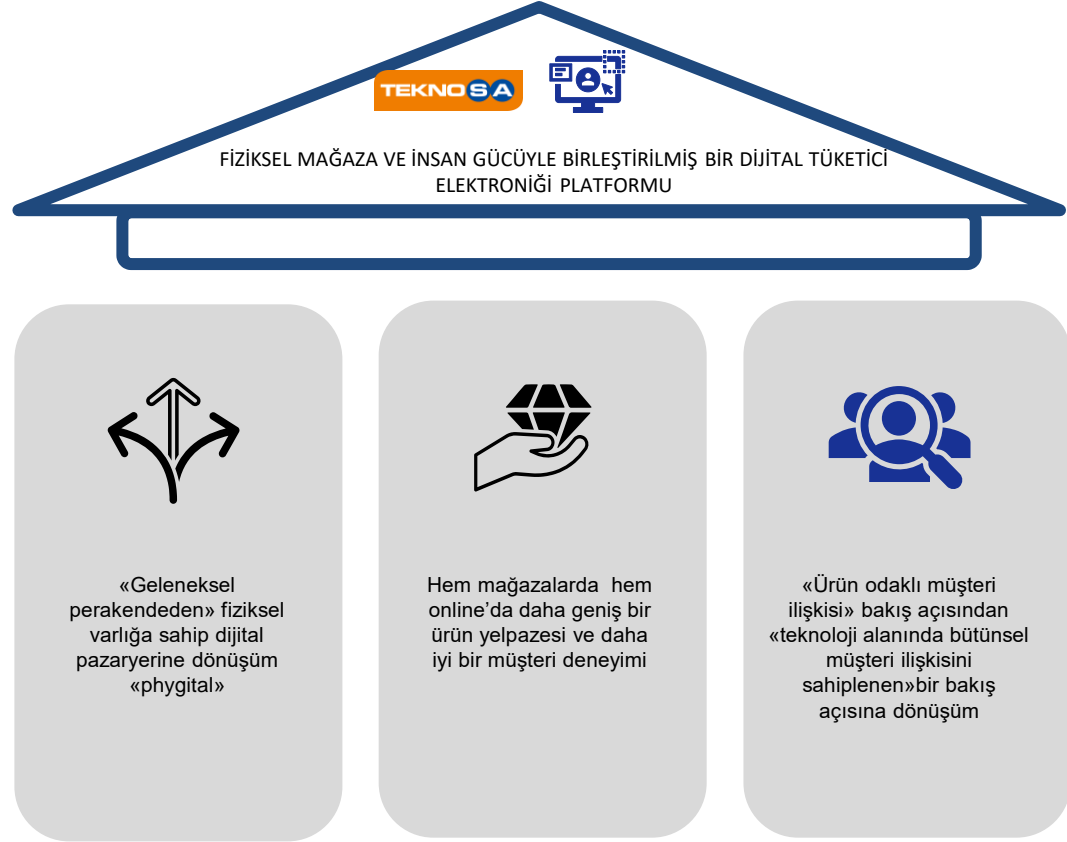 TEKNOSA
FİZİKSEL MAĞAZA VE İNSAN GÜCÜYLE BİRLEŞTİRİLMİŞ BİR DİJİTAL TÜKETİCİ
ELEKTRONİĞİ PLATFORMU
«Geleneksel
perakendeden» fiziksel
varlığa sahip dijital
pazaryerine dönüşüm
«phygital»
Hem mağazalarda hem
online’da daha geniş bir
ürün yelpazesi ve daha
iyi bir müşteri deneyimi
«Ürün odaklı müşteri
ilişkisi» bakış açısından
«teknoloji alanında bütünsel
müşteri ilişkisini
sahiplenen»bir bakış
açısına dönüşüm